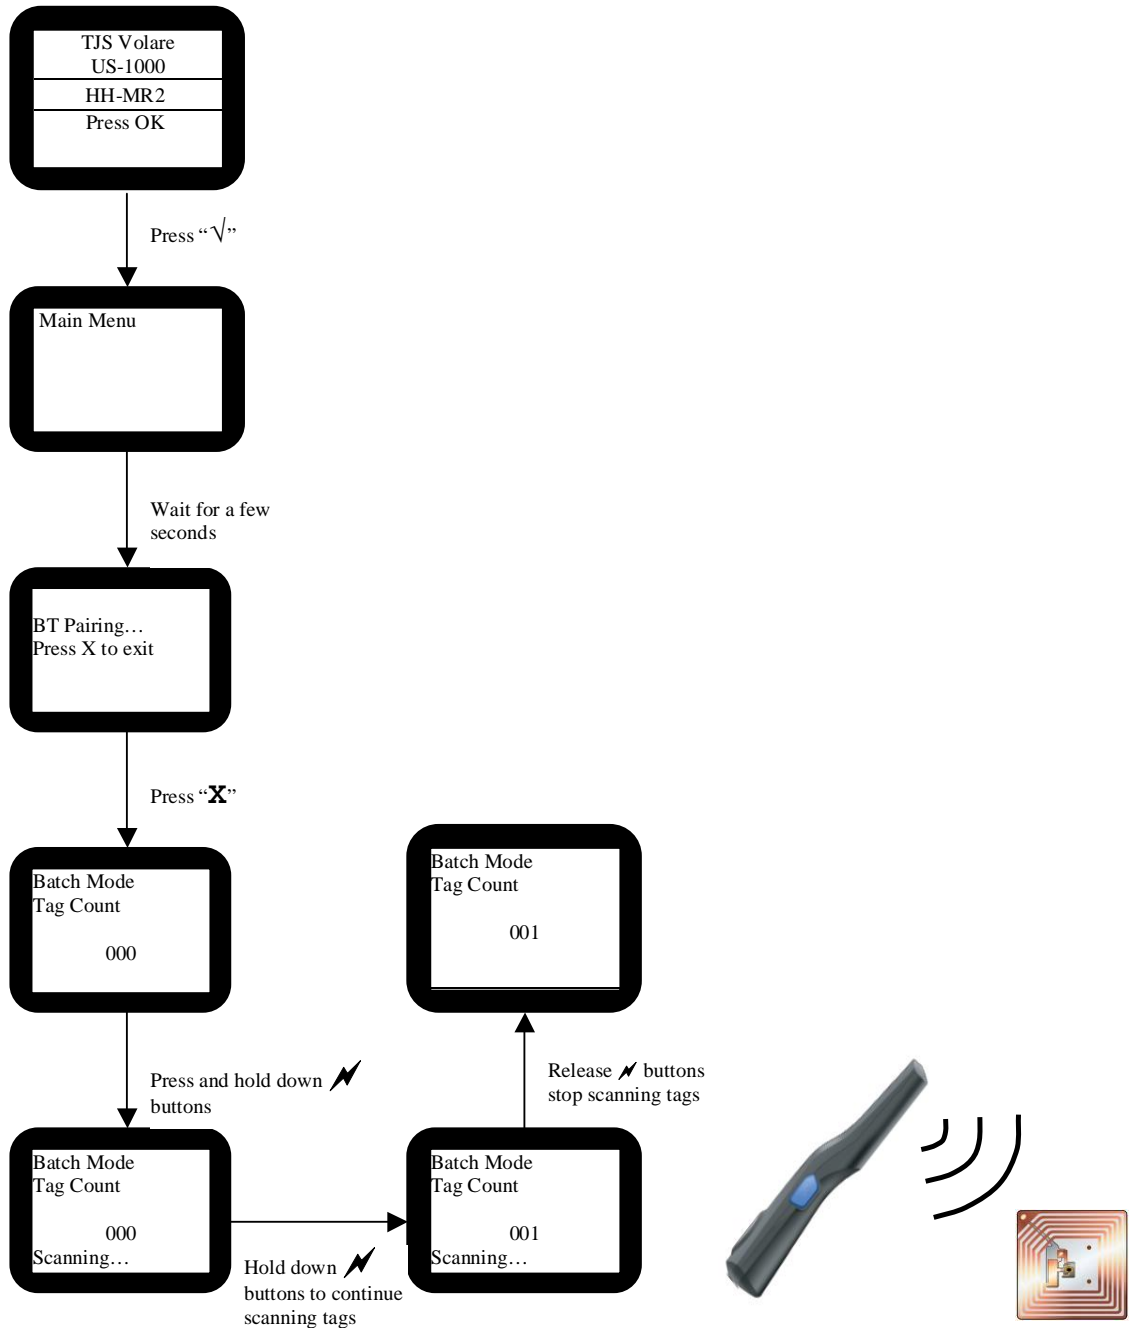 TJS Volare
US-1000
HH-MR2
Press OK
Press “√”
Main Menu
Wait for a few
seconds
BT Pairing…
Press X to exit
Press “X”
Batch Mode
Tag Count
000
Press and hold down
buttons
Batch Mode
Tag Count
000
Scanning…
Hold down
buttons to continue
scanning tags
Batch Mode
Tag Count
001
Scanning…
Release buttons
stop scanning tags
Batch Mode
Tag Count
001